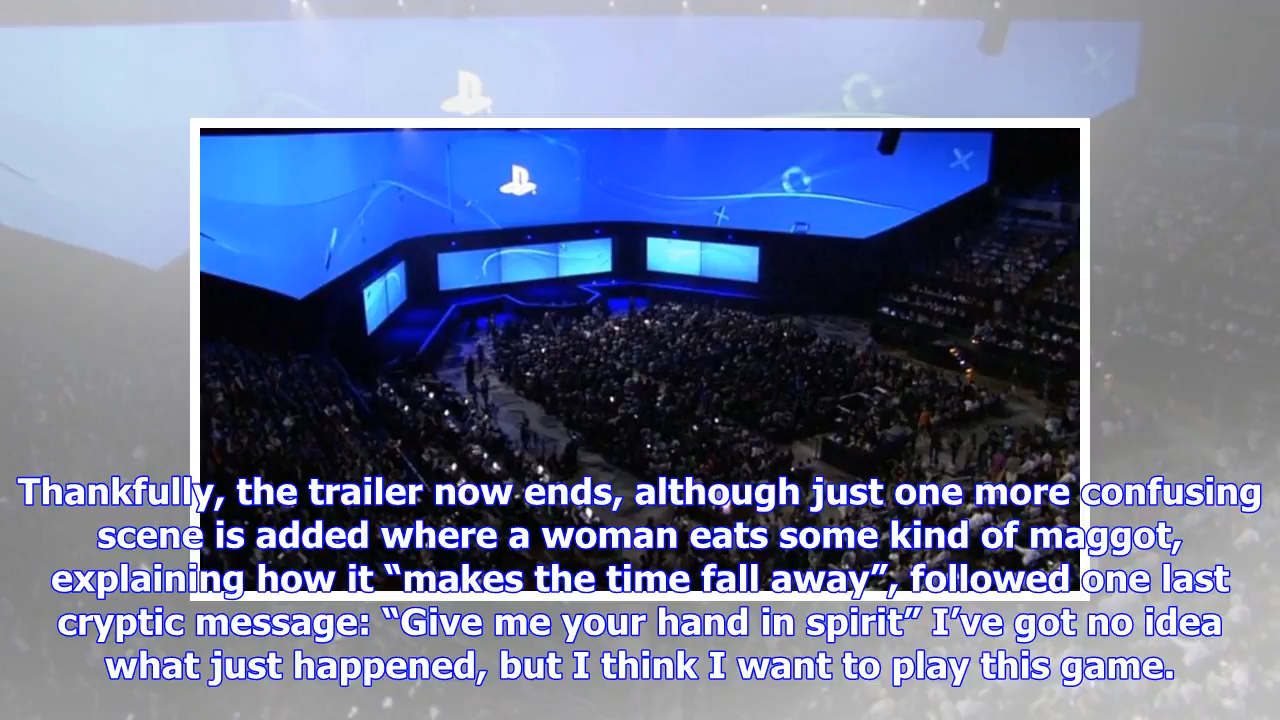 Thankfully, the trailer now ends, although just one more confusing
scene is added where a woman eats some kind of maggot,
explaining how it “makes the time fall away”, followed one last
cryptic message: “Give me your hand in spirit” I’ve got no idea
what just happened, but I think I want to play this game.